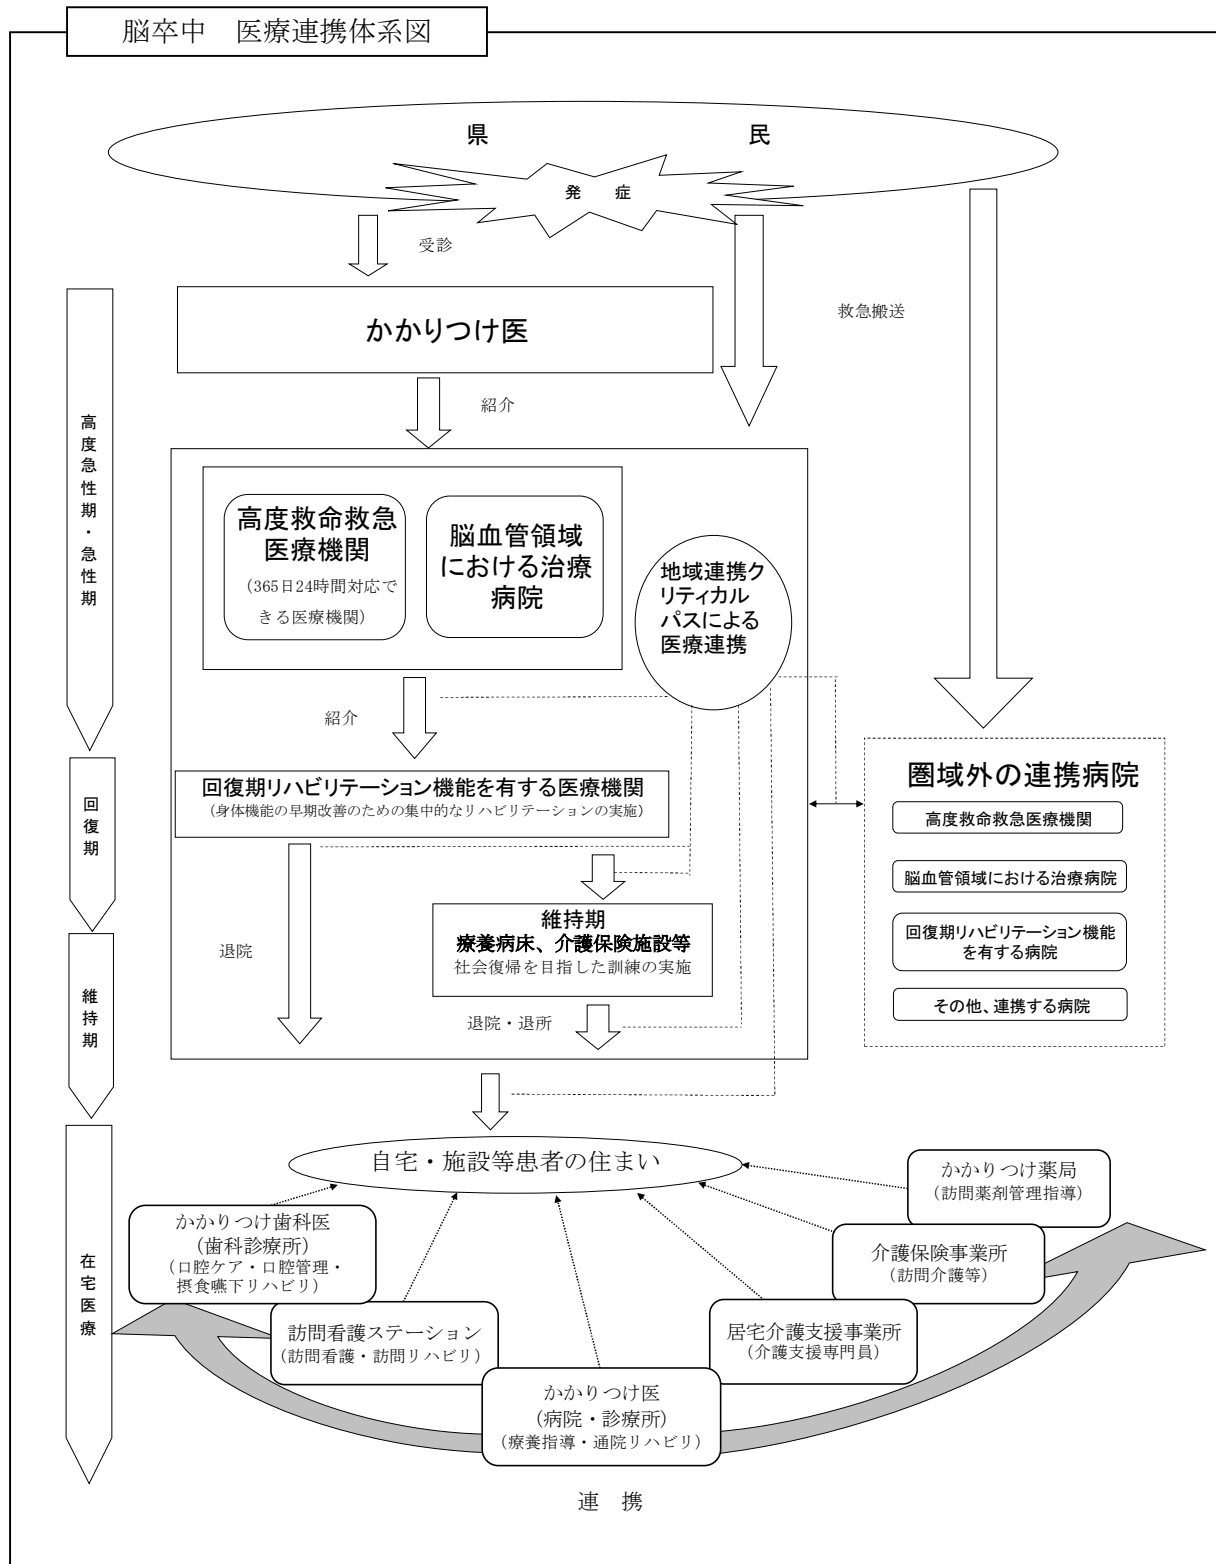 脳卒中　医療連携体系図
県　民
発　症
受診
救急搬送
かかりつけ医
紹介
高度急性期・急性期
高度救命救急
医療機関
（365日24時間対応で
きる医療機関）
脳血管領域
における治療
病院
地域連携ク
リティカル
パスによる
医療連携
紹介
回復期リハビリテーション機能を有する医療機関
（身体機能の早期改善のための集中的なリハビリテーションの実施）
回復期
圏域外の連携病院
高度救命救急医療機関
脳血管領域における治療病院
回復期リハビリテーション機能
を有する病院
その他、連携する病院
維持期
療養病床、介護保険施設等
社会復帰を目指した訓練の実施
退院
退院・退所
維持期
自宅・施設等患者の住まい
在宅医療
かかりつけ薬局
（訪問薬剤管理指導）
かかりつけ歯科医
（歯科診療所）
（口腔ケア・口腔管理・
摂食嚥下リハビリ）
介護保険事業所
（訪問介護等）
訪問看護ステーション
（訪問看護・訪問リハビリ）
居宅介護支援事業所
（介護支援専門員）
かかりつけ医
（病院・診療所）
（療養指導・通院リハビリ）
連　携